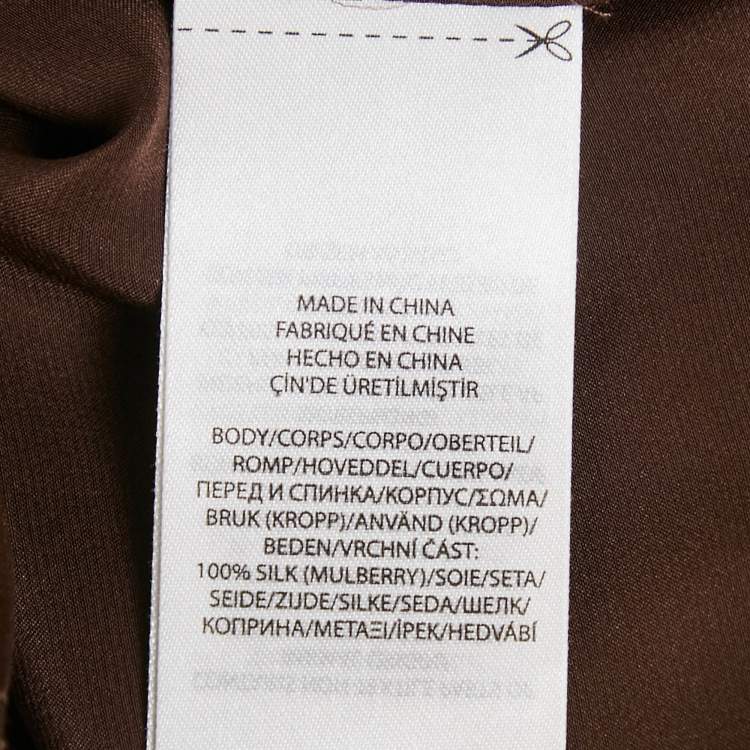 MADE IN CHINA
FABRIQUÉ EN CHINE
HECHO EN CHINA
ÇİN'DE ÜRETİLMİŞTİR
BODY/CORPS/CORPO/OBERTEIL/
ROMP/HOVEDDEL/CUERPO/
ПЕРЕД И СПИНКА/КОРПУС/ΣΩΜΑ/
BRUK (KROPP)/ANVÄND (KROPP)/
BEDEN/VRCHNÍ ČÁST:
100% SILK (MULBERRY)/SOIE/SETA/
SEIDE/ZIJDE/SILKE/SEDA/ШЕЛК/
КОПРИНА/ΜΕΤΑΞΙ/İPEK/HEDVÁBÍ